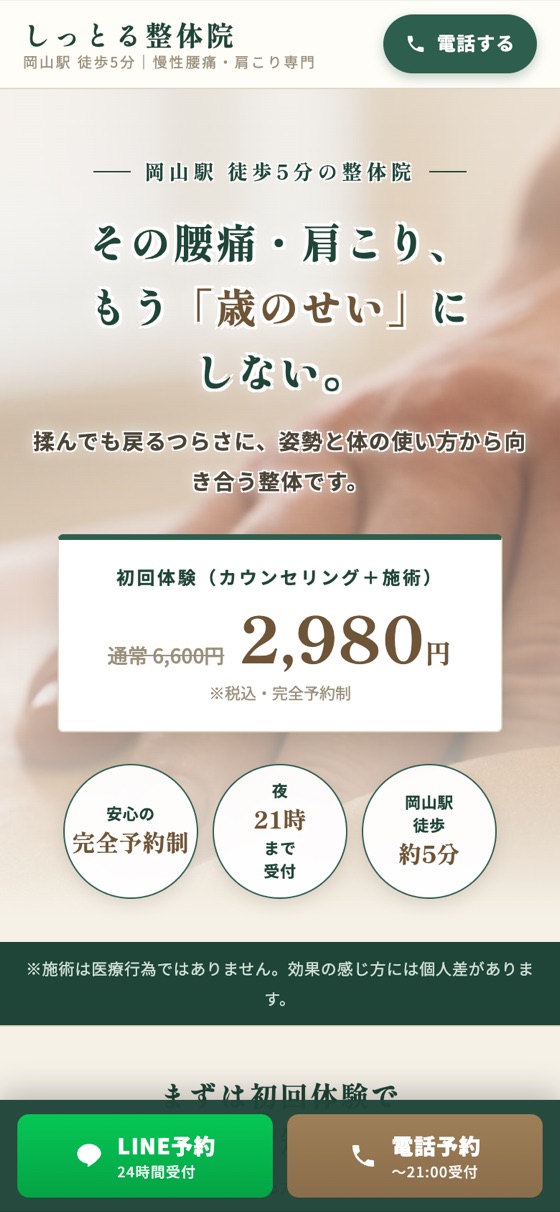 しっとる整体院
岡山駅 徒歩5分｜慢性腰痛・肩こり専門
電話する
岡山駅 徒歩5分の整体院
その腰痛・肩こり、
もう「歳のせい」に
しない。
揉んでも戻るつらさに、姿勢と体の使い方から向
き合う整体です。
初回体験（カウンセリング＋施術）
通常 6,600円 2,980円
※税込・完全予約制
安心の
完全予約制
夜
21時
まで
受付
岡山駅
徒歩
約5分
※施術は医療行為ではありません。効果の感じ方には個人差がありま
す。
まずは初回体験で
LINE予約
24時間受付
電話予約
〜21:00受付